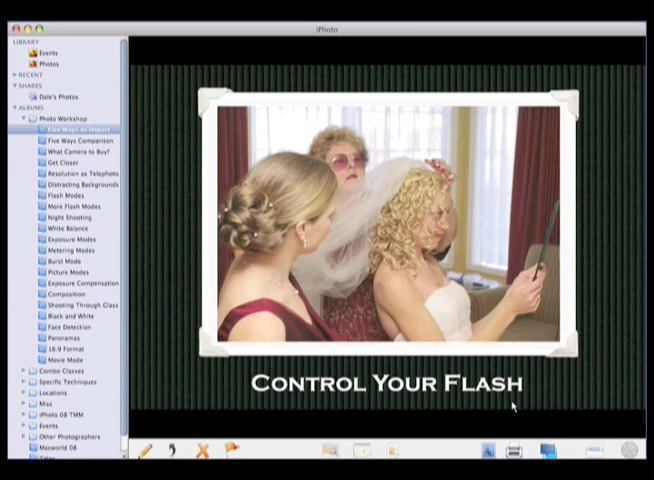 iPhoto
LIBRARY
Events
Photos
RECENT
SHARES
Dale's Photos
ALBUMS
Photo Workshop
Five Ways to Impact
Five Ways Comparison
What Camera to Buy?
Get Closer
Resolution as Telephoto
Distracting Backgrounds
Flash Modes
More Flash Modes
Night Shooting
White Balance
Exposure Modes
Metering Modes
Burst Mode
Picture Modes
Exposure Compensation
Composition
Shooting Through Glass
Black and White
Face Detection
Panoramas
16:9 Format
Movie Mode
Combo Classes
Specific Techniques
Locations
Misc
iPhoto 08 TMM
Events
Other Photographers
Macworld 08
CONTROL YOUR FLASH